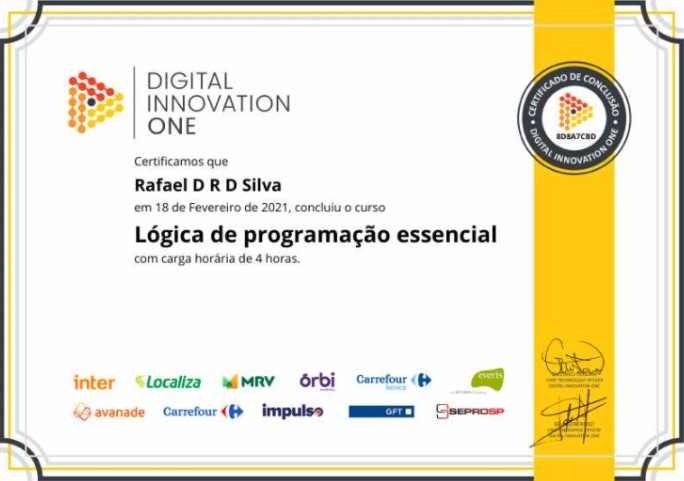 DIGITAL
INNOVATION
ONE
CERTIFICADO DE CONCLUSÃO
8D8A7CBD
DIGITAL INNOVATION ONE
Certificamos que
Rafael D R D Silva
em 18 de Fevereiro de 2021, concluiu o curso
Lógica de programação essencial
com carga horária de 4 horas.
inter
Localiza
MRV
órbi
Carrefour
banco
everis
avanade
Carrefour
impulso
GFT
SEPROSP
CHIEF TECHNOLOGY OFFICER
DIGITAL INNOVATION ONE
DIGITAL INNOVATION ONE